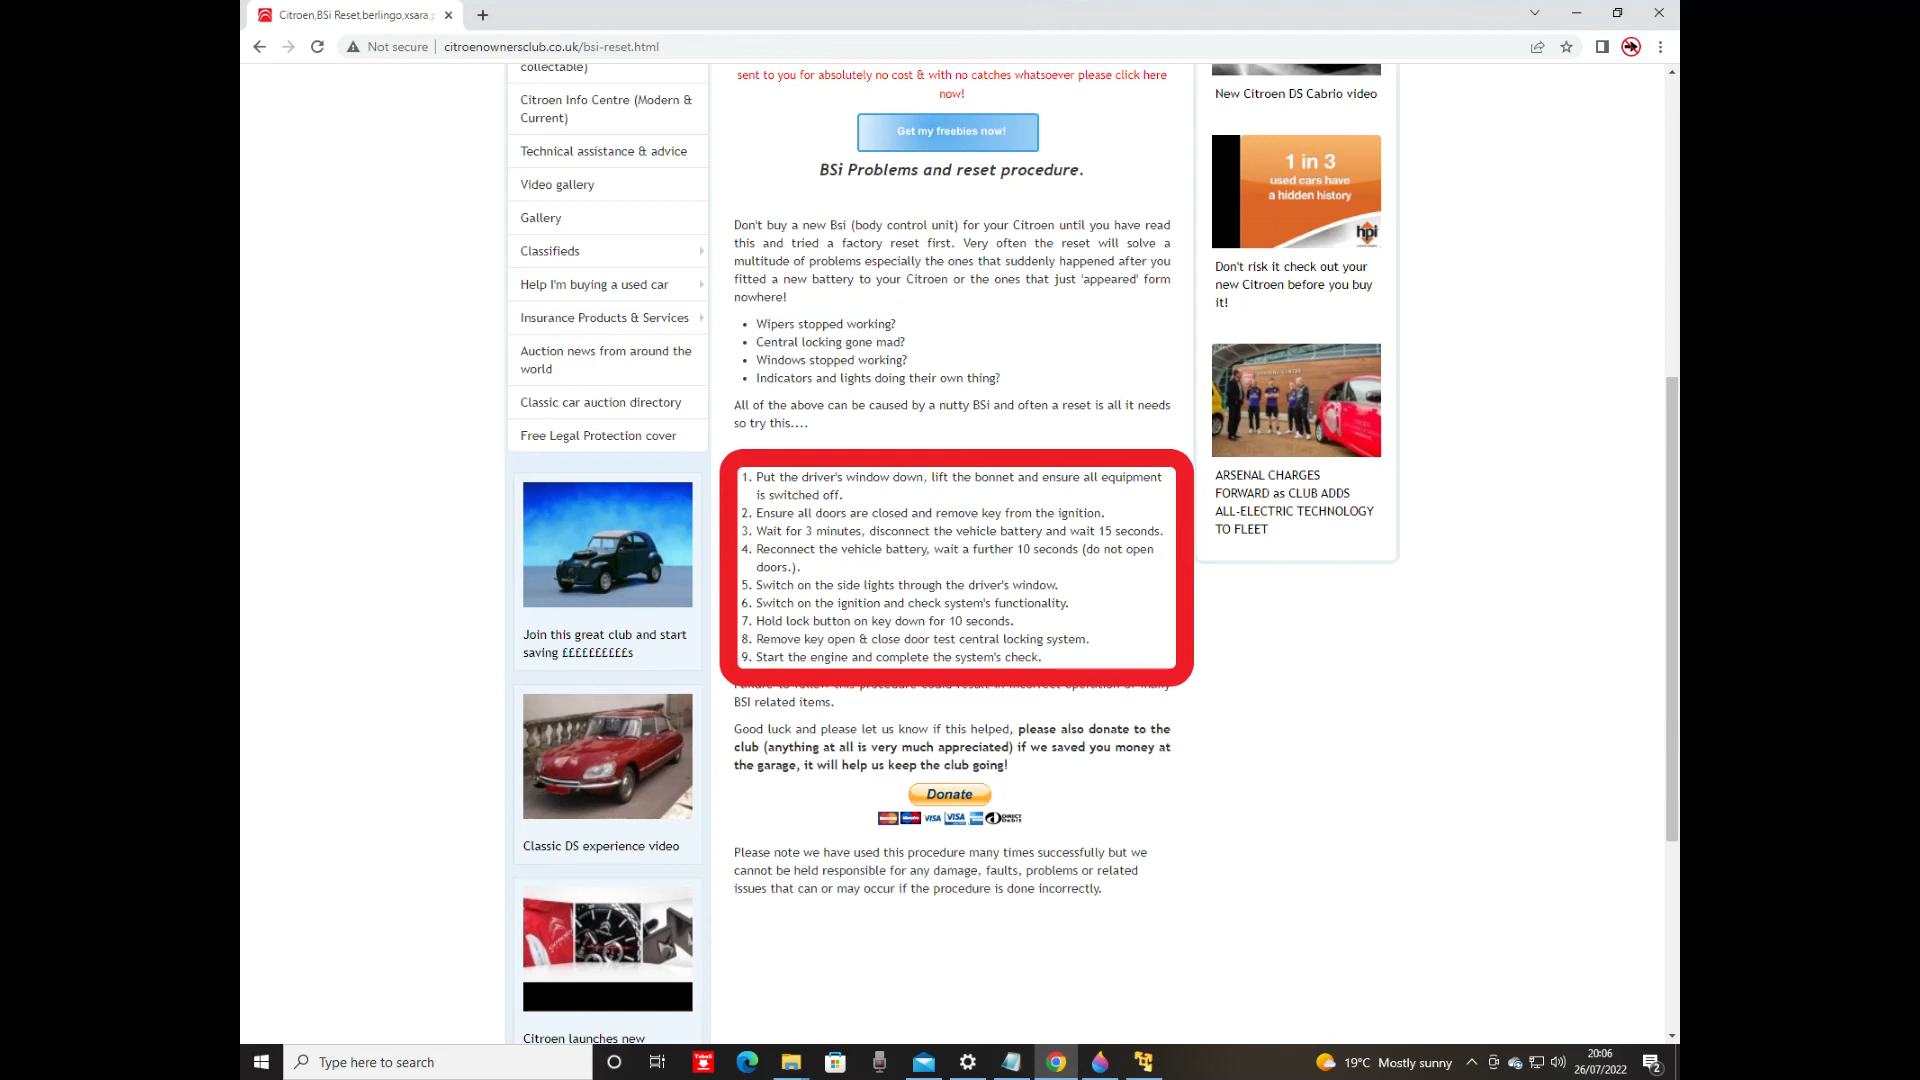 Citroen,BSi Reset,berlingo,xsara,
Not secure
citroenownersclub.co.uk/bsi-reset.html
collectable)
Citroen Info Centre (Modern &
Current)
Technical assistance & advice
Video gallery
Gallery
Classifieds
Help I'm buying a used car
Insurance Products & Services
Auction news from around the
world
Classic car auction directory
Free Legal Protection cover
Join this great club and start
saving ££££££££££s
Classic DS experience video
Citroen launches new
sent to you for absolutely no cost & with no catches whatsoever please click here
now!
Get my freebies now!
BSi Problems and reset procedure.
Don't buy a new Bsi (body control unit) for your Citroen until you have read
this and tried a factory reset first. Very often the reset will solve a
multitude of problems especially the ones that suddenly happened after you
fitted a new battery to your Citroen or the ones that just 'appeared' form
nowhere!
• Wipers stopped working?
• Central locking gone mad?
• Windows stopped working?
• Indicators and lights doing their own thing?
All of the above can be caused by a nutty BSi and often a reset is all it needs
so try this....
1. Put the driver's window down, lift the bonnet and ensure all equipment
is switched off.
2. Ensure all doors are closed and remove key from the ignition.
3. Wait for 3 minutes, disconnect the vehicle battery and wait 15 seconds.
4. Reconnect the vehicle battery, wait a further 10 seconds (do not open
doors.).
5. Switch on the side lights through the driver's window.
6. Switch on the ignition and check system's functionality.
7. Hold lock button on key down for 10 seconds.
8. Remove key open & close door test central locking system.
9. Start the engine and complete the system's check.
Failure to follow this procedure could result in incorrect operation of many
BSI related items.
Good luck and please let us know if this helped, please also donate to the
club (anything at all is very much appreciated) if we saved you money at
the garage, it will help us keep the club going!
Donate
VISA VISA DIRECT Debit
Please note we have used this procedure many times successfully but we
cannot be held responsible for any damage, faults, problems or related
issues that can or may occur if the procedure is done incorrectly.
New Citroen DS Cabrio video
1 in 3
used cars have
a hidden history
hpi
Don't risk it check out your
new Citroen before you buy
it!
ARSENAL CHARGES
FORWARD as CLUB ADDS
ALL-ELECTRIC TECHNOLOGY
TO FLEET
Type here to search
19°C Mostly sunny
20:06
26/07/2022
2